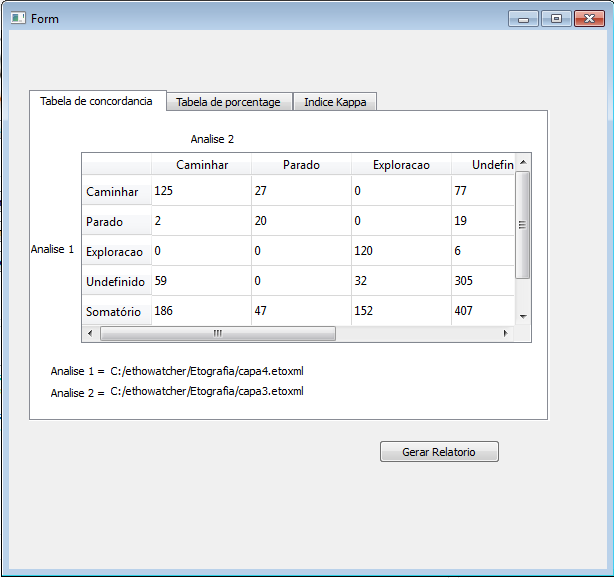 Form
Tabela de concordancia Tabela de porcentage Indice Kappa
Analise 2
Caminhar Parado Exploracao Undefin
Caminhar 125 27 0 77
Parado 2 20 0 19
Analise 1
Exploracao 0 0 120 6
Undefinido 59 0 32 305
Somatório 186 47 152 407
Analise 1 = C:/ethowatcher/Etografia/capa4.etoxml
Analise 2 = C:/ethowatcher/Etografia/capa3.etoxml
Gerar Relatorio